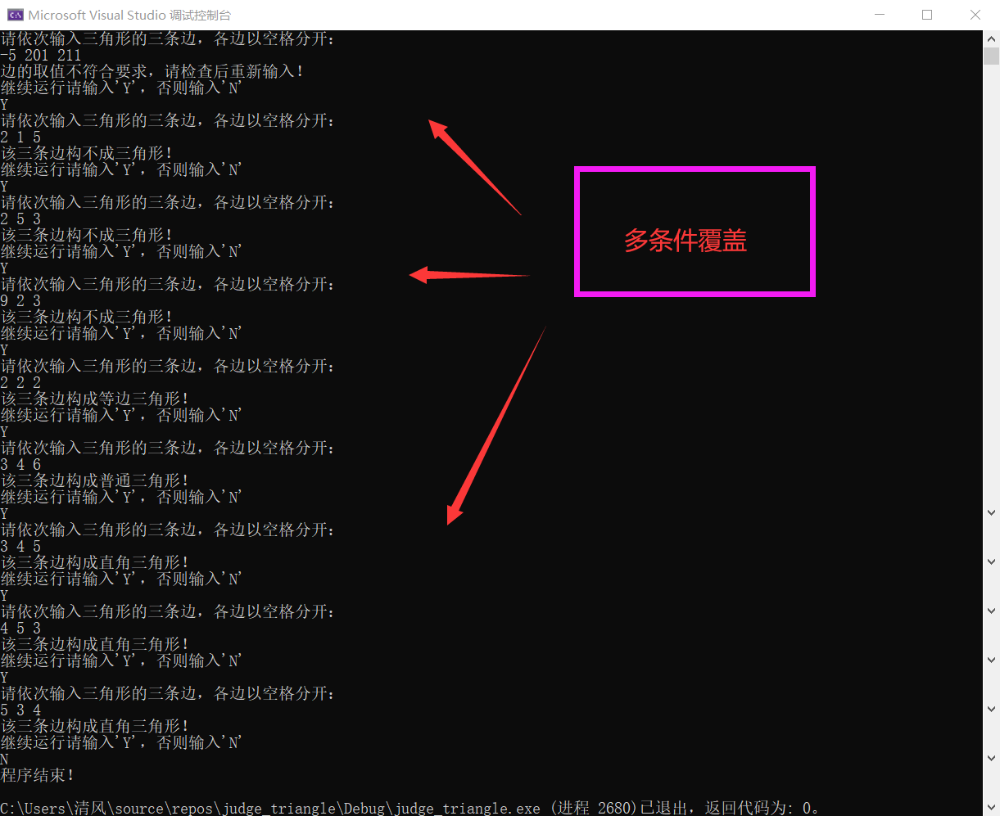 Microsoft Visual Studio 调试控制台
请依次输入三角形的三条边，各边以空格分开：
-5 201 211
边的取值不符合要求，请检查后重新输入！
继续运行请输入'Y'，否则输入'N'
Y
请依次输入三角形的三条边，各边以空格分开：
2 1 5
该三条边构不成三角形！
继续运行请输入'Y'，否则输入'N'
Y
请依次输入三角形的三条边，各边以空格分开：
2 5 3
该三条边构不成三角形！
继续运行请输入'Y'，否则输入'N'
Y
请依次输入三角形的三条边，各边以空格分开：
9 2 3
该三条边构不成三角形！
继续运行请输入'Y'，否则输入'N'
Y
请依次输入三角形的三条边，各边以空格分开：
2 2 2
该三条边构成等边三角形！
继续运行请输入'Y'，否则输入'N'
Y
请依次输入三角形的三条边，各边以空格分开：
3 4 6
该三条边构成普通三角形！
继续运行请输入'Y'，否则输入'N'
Y
请依次输入三角形的三条边，各边以空格分开：
3 4 5
该三条边构成直角三角形！
继续运行请输入'Y'，否则输入'N'
Y
请依次输入三角形的三条边，各边以空格分开：
4 5 3
该三条边构成直角三角形！
继续运行请输入'Y'，否则输入'N'
Y
请依次输入三角形的三条边，各边以空格分开：
5 3 4
该三条边构成直角三角形！
继续运行请输入'Y'，否则输入'N'
N
程序结束！
C:\Users\清风\source\repos\judge_triangle\Debug\judge_triangle.exe (进程 2680)已退出，返回代码为: 0。
多条件覆盖